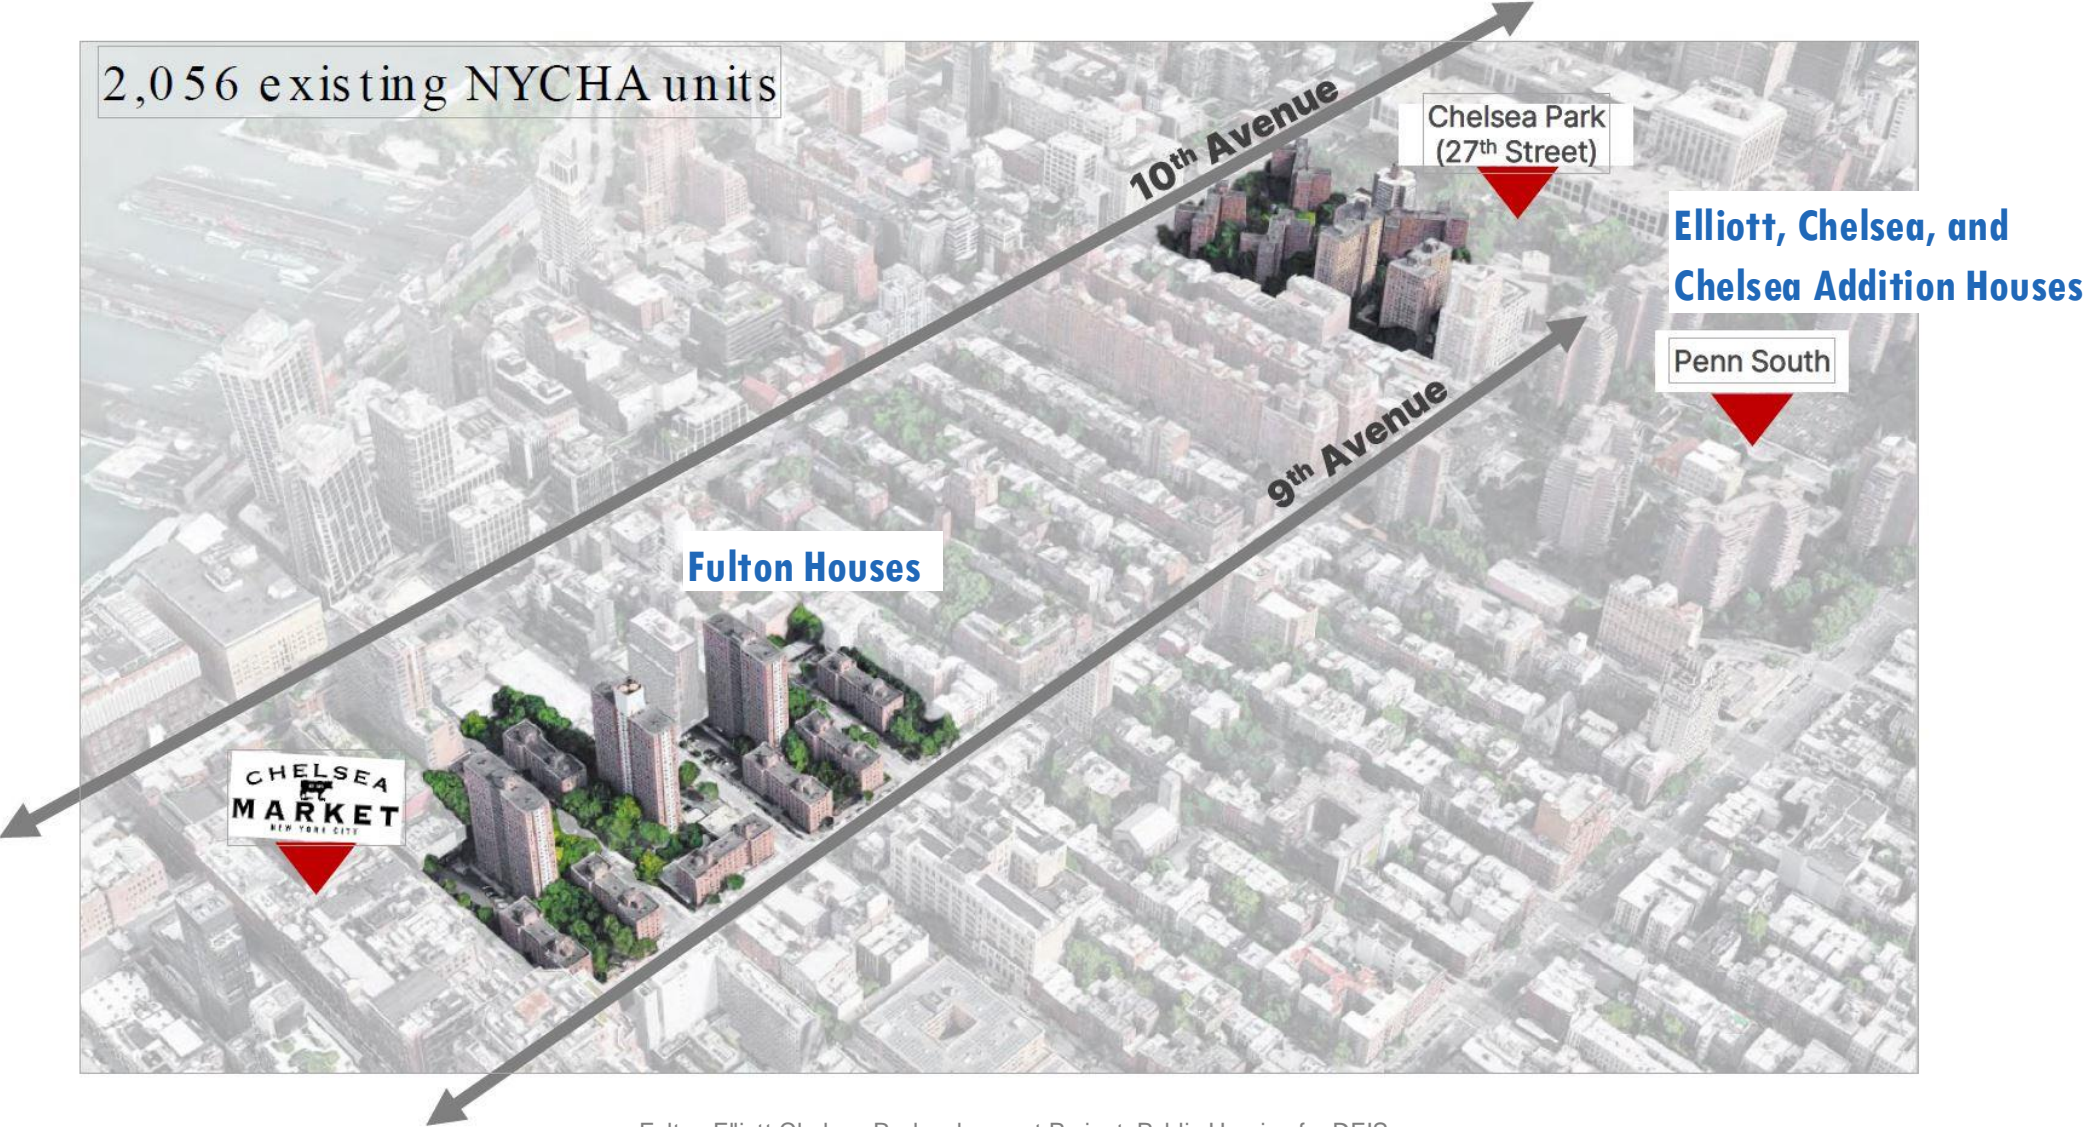 2,056 existing NYCHA units
10th Avenue
Chelsea Park
(27th Street)
Elliott, Chelsea, and
Chelsea Addition Houses
Penn South
9th Avenue
Fulton Houses
CHELSEA
MARKET
NEW YORK CITY